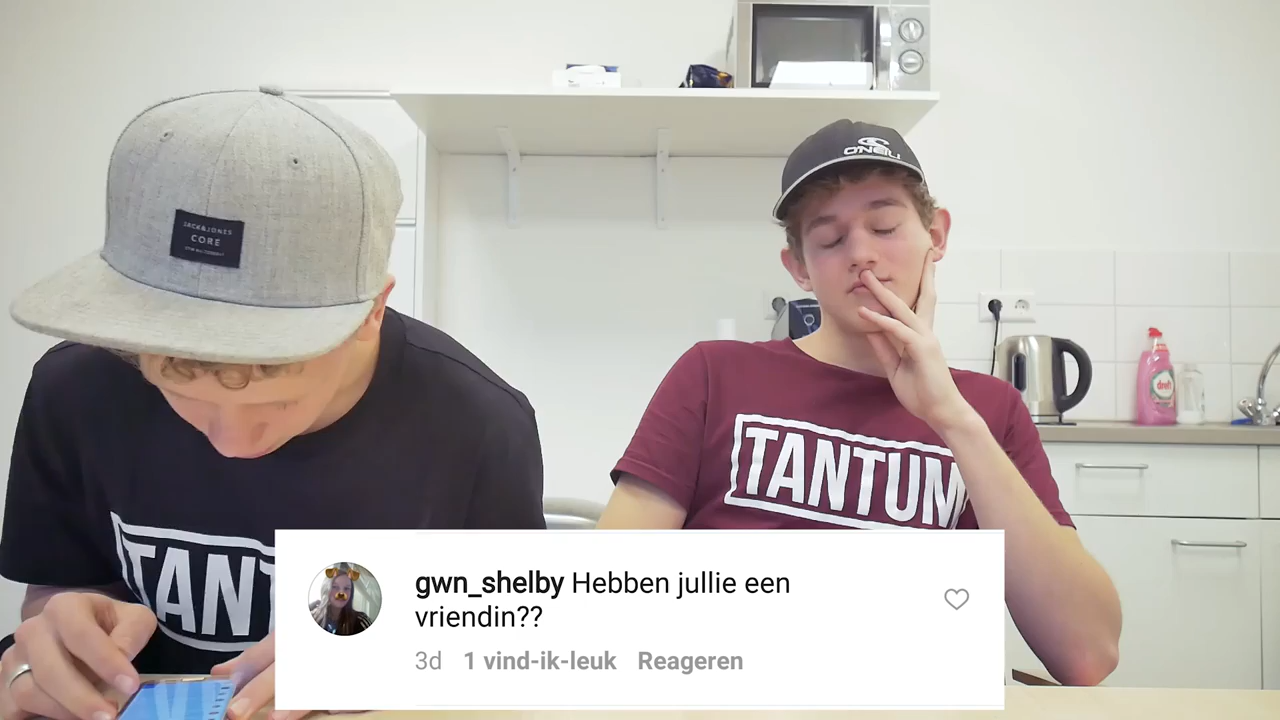 JACK & JONES
CORE
O'NEILL
TANTUM
TANT
dreft
gwn_shelby Hebben jullie een
vriendin??
3d 1 vind-ik-leuk Reageren